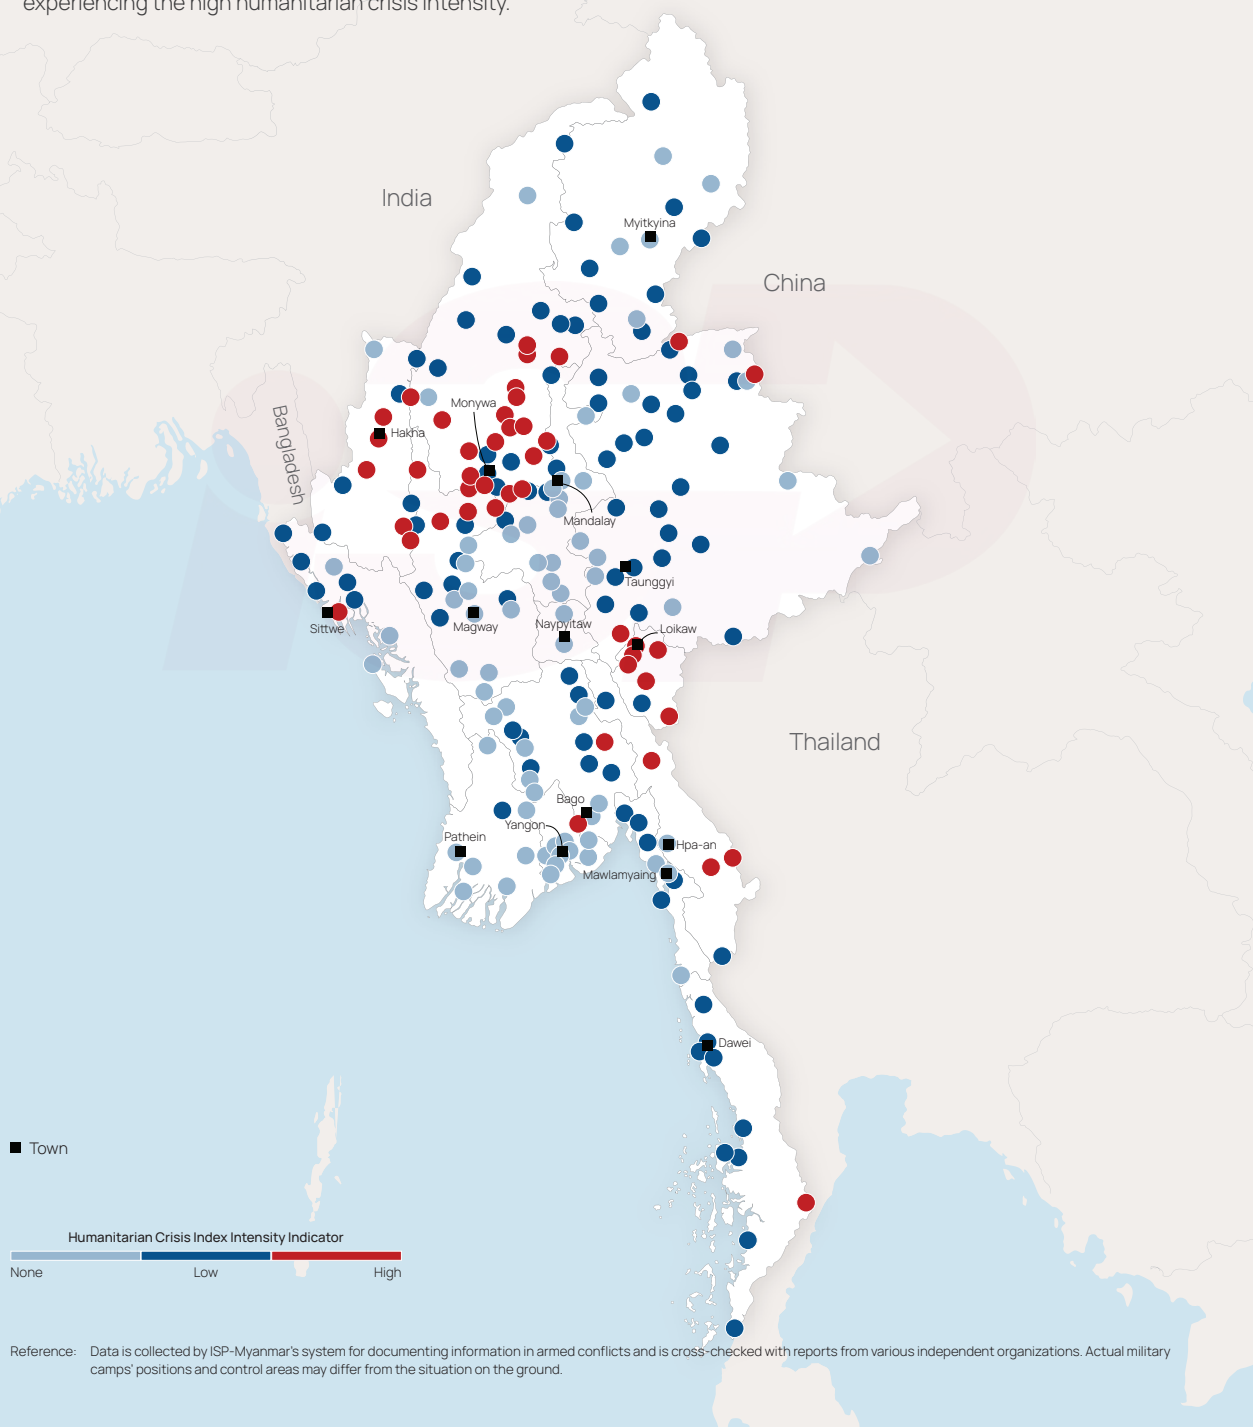 experiencing the high humanitarian crisis intensity.
India
Myitkyina
China
Bangladesh
Monywa
Hakha
Mandalay
Taunggyi
Sittwe
Magway
Naypyitaw
Loikaw
Thailand
Bago
Yangon
Pathein
Hpa-an
Mawlamyaing
Dawei
Town
Humanitarian Crisis Index Intensity Indicator
None
Low
High
Reference: Data is collected by ISP-Myanmar's system for documenting information in armed conflicts and is cross-checked with reports from various independent organizations. Actual military
camps' positions and control areas may differ from the situation on the ground.